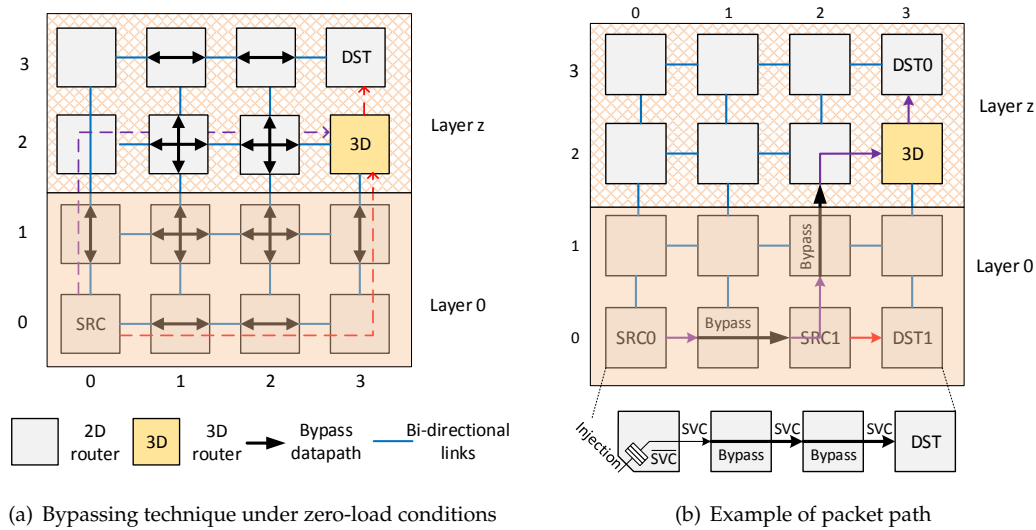 3
DST
2
3D
Layer z
1
0
SRC
Layer 0
0 1 2 3
2D router
3D
3D router
Bypass datapath
Bi-directional links
(a) Bypassing technique under zero-load conditions
0 1 2 3
3
DST0
2
3D
Layer z
1
Bypass
Layer 0
0
SRC0
Bypass
SRC1
DST1
Injection
SVC
SVC
Bypass
SVC
Bypass
SVC
DST
(b) Example of packet path